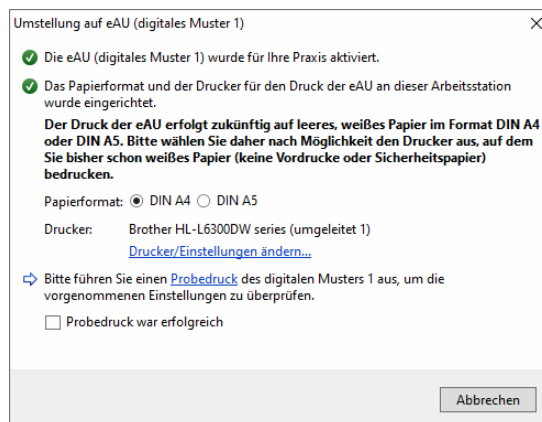 Umstellung auf eAU (digitales Muster 1)
Die eAU (digitales Muster 1) wurde für Ihre Praxis aktiviert.
Das Papierformat und der Drucker für den Druck der eAU an dieser Arbeitsstation
wurde eingerichtet.
Der Druck der eAU erfolgt zukünftig auf leeres, weißes Papier im Format DIN A4
oder DIN A5. Bitte wählen Sie daher nach Möglichkeit den Drucker aus, auf dem
Sie bisher schon weißes Papier (keine Vordrucke oder Sicherheitspapier)
bedrucken.
Papierformat: DIN A4 DIN A5
Drucker: Brother HL-L6300DW series (umgeleitet 1)
Drucker/Einstellungen ändern...
Bitte führen Sie einen Probedruck des digitalen Musters 1 aus, um die
vorgenommenen Einstellungen zu überprüfen.
Probedruck war erfolgreich
Abbrechen